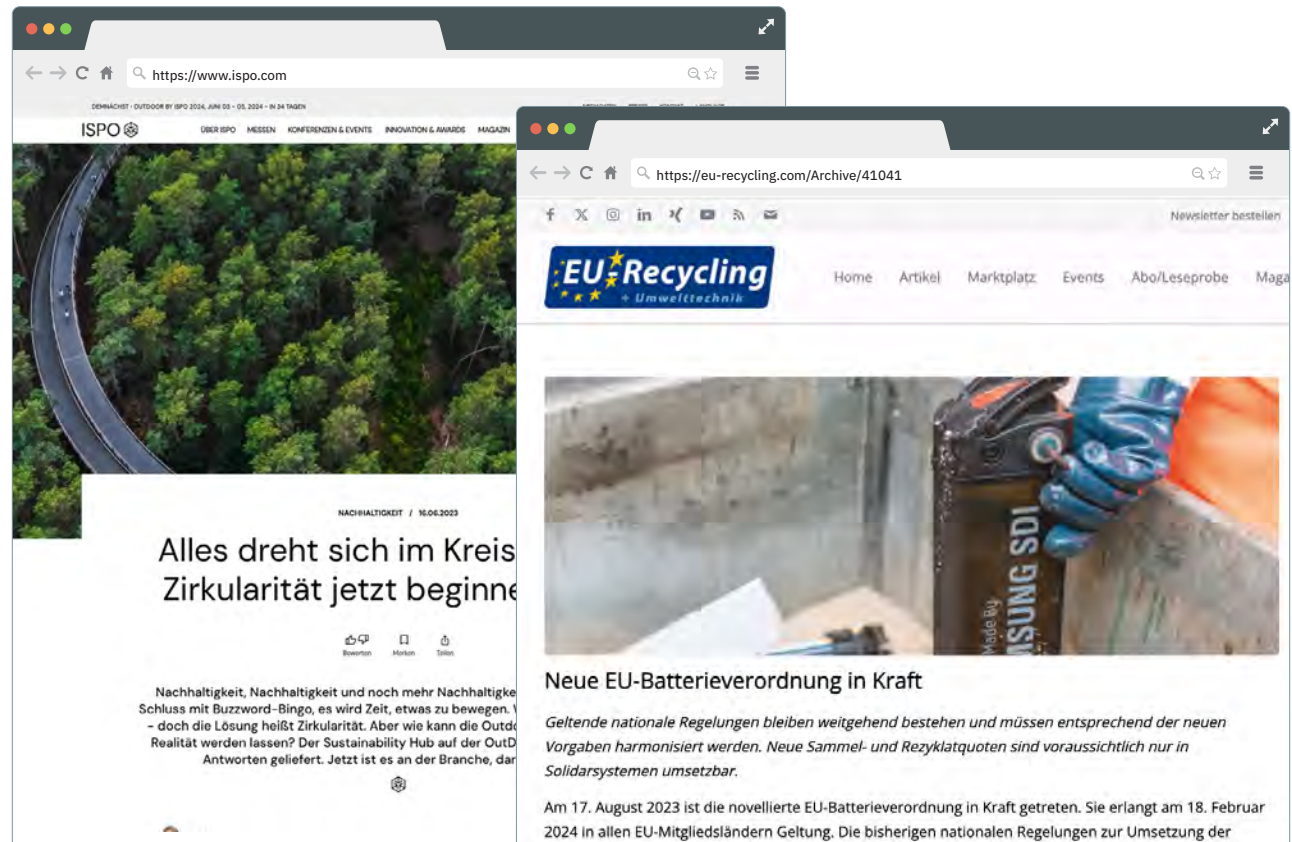 https://www.ispo.com
DEMNÄCHST · OUTDOOR BY ISPO 2024, JUNI 03 - 05, 2024 - IN 34 TAGEN
ISPO
ÜBER ISPO MESSEN KONFERENZEN & EVENTS INNOVATION & AWARDS MAGAZIN
NACHHALTIGKEIT / 16.06.2023
Alles dreht sich im Kreis
Zirkularität jetzt beginne
Bewerten Merken Teilen
Nachhaltigkeit, Nachhaltigkeit und noch mehr Nachhaltigke
Schluss mit Buzzword-Bingo, es wird Zeit, etwas zu bewegen.
- doch die Lösung heißt Zirkularität. Aber wie kann die Outdo
Realität werden lassen? Der Sustainability Hub auf der OutD
Antworten geliefert. Jetzt ist es an der Branche, dar
https://eu-recycling.com/Archive/41041
Newsletter bestellen
EU-Recycling
+ Umwelttechnik
Home Artikel Marktplatz Events Abo/Leseprobe Maga
Made By
MSUNG SDI
Neue EU-Batterieverordnung in Kraft
Geltende nationale Regelungen bleiben weitgehend bestehen und müssen entsprechend der neuen
Vorgaben harmonisiert werden. Neue Sammel- und Rezyklatquoten sind voraussichtlich nur in
Solidarsystemen umsetzbar.
Am 17. August 2023 ist die novellierte EU-Batterieverordnung in Kraft getreten. Sie erlangt am 18. Februar
2024 in allen EU-Mitgliedsländern Geltung. Die bisherigen nationalen Regelungen zur Umsetzung der